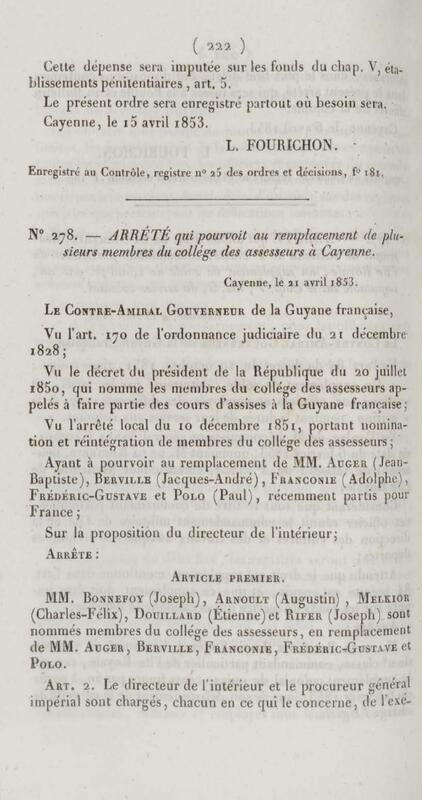 ( 222 )
Cette dépense sera imputée sur les fonds du chap. V, éta-
blissements pénitentiaires, art. 5.
Le présent ordre sera enregistré partout où besoin sera.
Cayenne, le 15 avril 1853.
L. FOURICHON.
Enregistré au Contrôle, registre n° 25 des ordres et décisions, f° 181.
N° 278. — ARRÊTÉ qui pourvoit au remplacement de plu-
sieurs membres du collége des assesseurs à Cayenne.
Cayenne, le 21 avril 1853.
LE CONTRE-AMIRAL GOUVERNEUR de la Guyane française,
Vu l'art. 170 de l'ordonnance judiciaire du 21 décembre
1828;
Vu le décret du président de la République du 20 juillet
1850, qui nomme les membres du collége des assesseurs ap-
pelés à faire partie des cours d'assises à la Guyane française;
Vu l'arrêté local du 10 décembre 1851, portant nomina-
tion et réintégration de membres du collége des assesseurs;
Ayant à pourvoir au remplacement de MM. AUGER (Jean-
Baptiste), BERVILLE (Jacques-André), FRANCONIE (Adolphe),
FRÉDÉRIC-GUSTAVE et POLO (Paul), récemment partis pour
France;
Sur la proposition du directeur de l'intérieur;
ARRÊTE :
ARTICLE PREMIER.
MM. BONNEFOY (Joseph), ARNOULT (Augustin) , MELKIOR
(Charles-Félix), DOUILLARD (Étienne) et RIFER (Joseph) sont
nommés membres du collége des assesseurs, en remplacement
de MM. AUGER, BERVILLE, FRANCONIE, FRÉDÉRIC-GUSTAVE et
POLO.
ART. 2. Le directeur de l'intérieur et le procureur général
impérial sont chargés, chacun en ce qui le concerne, de l'exé-